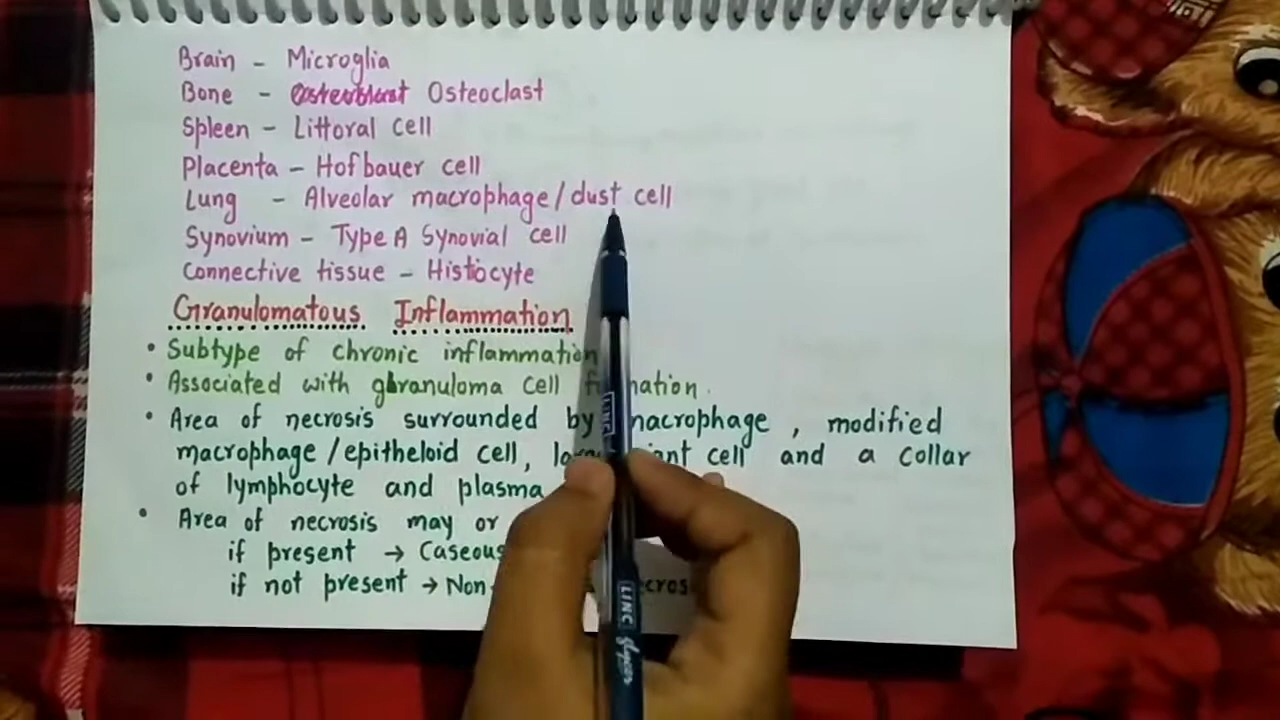 Brain - Microglia
Bone - Osteoblast Osteoclast
Spleen - Littoral cell
Placenta - Hofbauer cell
Lung - Alveolar macrophage/dust cell
Synovium - Type A Synovial cell
Connective tissue - Histiocyte
Granulomatous Inflammation
• Subtype of chronic inflammation
• Associated with granuloma cell
• Area of necrosis surrounded by macrophage, modified
macrophage/epitheloid cell, cell and a collar
of lymphocyte and plasma
• Area of necrosis may or
if present → Caseous
if not present → Non-
LINC
LINC